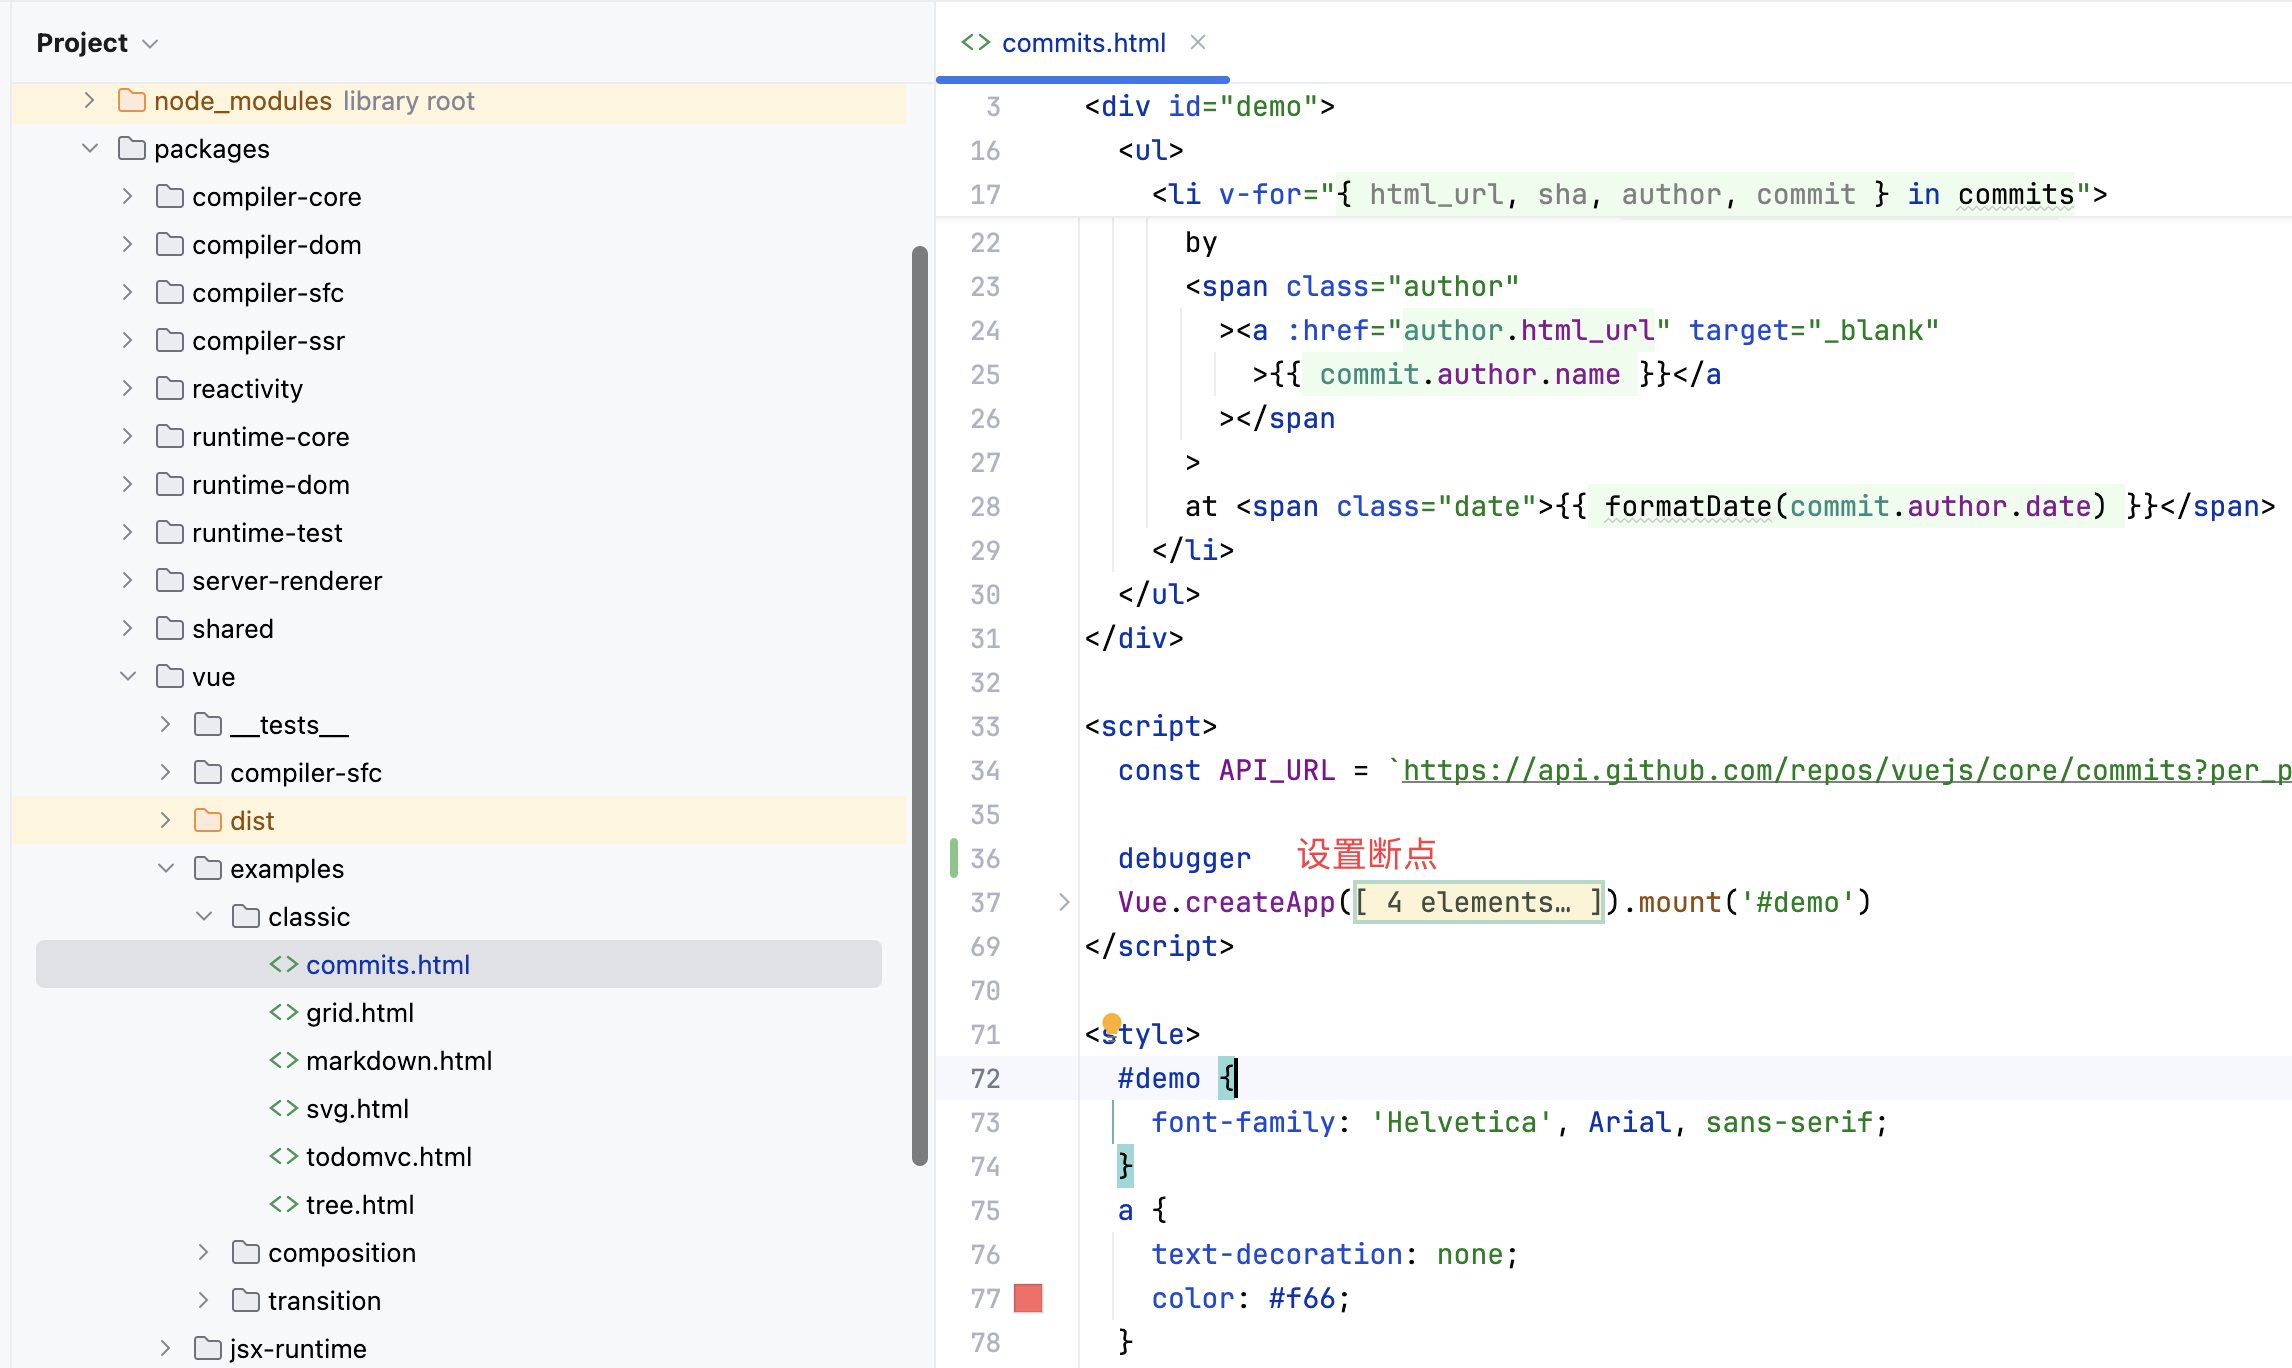 Project
node_modules library root
packages
compiler-core
compiler-dom
compiler-sfc
compiler-ssr
reactivity
runtime-core
runtime-dom
runtime-test
server-renderer
shared
vue
__tests__
compiler-sfc
dist
examples
classic
commits.html
grid.html
markdown.html
svg.html
todomvc.html
tree.html
composition
transition
jsx-runtime
commits.html
3 <div id="demo">
16 <ul>
17 <li v-for="{ html_url, sha, author, commit } in commits">
22 by
23 <span class="author"
24 ><a :href="author.html_url" target="_blank"
25 >{{ commit.author.name }}</a
26 ></span
27 >
28 at <span class="date">{{ formatDate(commit.author.date) }}</span>
29 </li>
30 </ul>
31 </div>
32
33 <script>
34 const API_URL = `https://api.github.com/repos/vuejs/core/commits?per_p
35
36 debugger 设置断点
37 Vue.createApp([ 4 elements… ]).mount('#demo')
69 </script>
70
71 <style>
72 #demo {
73 font-family: 'Helvetica', Arial, sans-serif;
74 }
75 a {
76 text-decoration: none;
77 color: #f66;
78 }